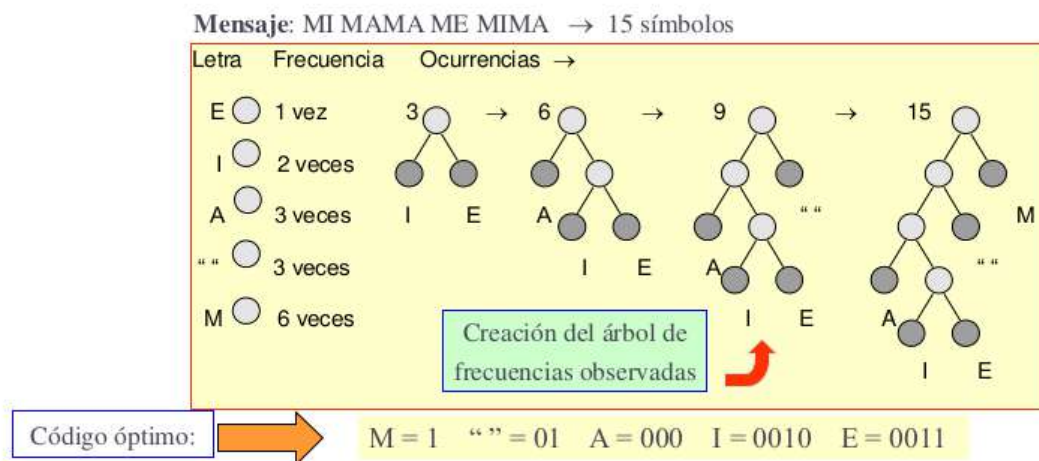 Mensaje: MI MAMA ME MIMA → 15 símbolos
Letra Frecuencia Ocurrencias →
E 1 vez 3 → 6 → 9 → 15
I 2 veces
I E A “ “ M
A 3 veces
I E A “ “
“ “ 3 veces
I E A
M 6 veces
I E
Creación del árbol de
frecuencias observadas
Código óptimo:
M = 1 “ ” = 01 A = 000 I = 0010 E = 0011